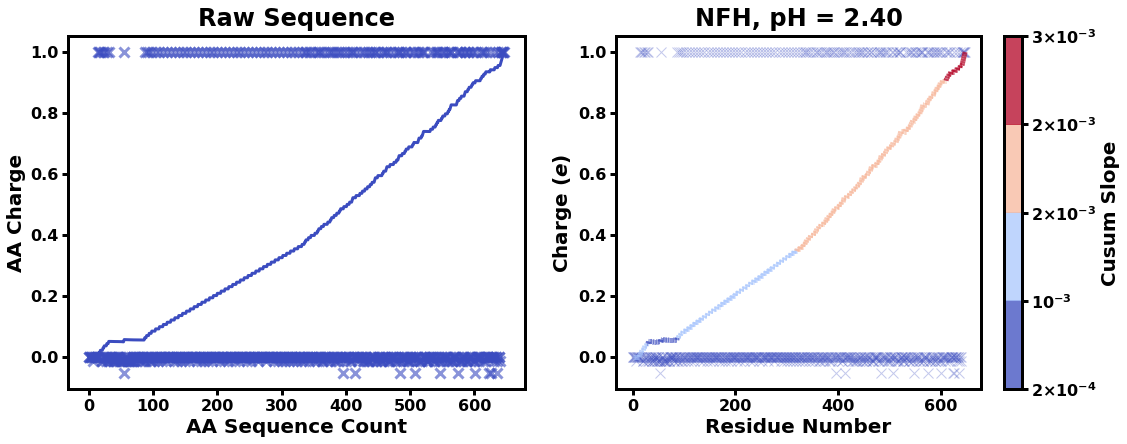 Raw Sequence
AA Charge
1.0
0.8
0.6
0.4
0.2
0.0
0 100 200 300 400 500 600
AA Sequence Count
NFH, pH = 2.40
Charge (e)
1.0
0.8
0.6
0.4
0.2
0.0
0 200 400 600
Residue Number
3×10⁻³
2×10⁻³
2×10⁻³
10⁻³
2×10⁻⁴
Cusum Slope